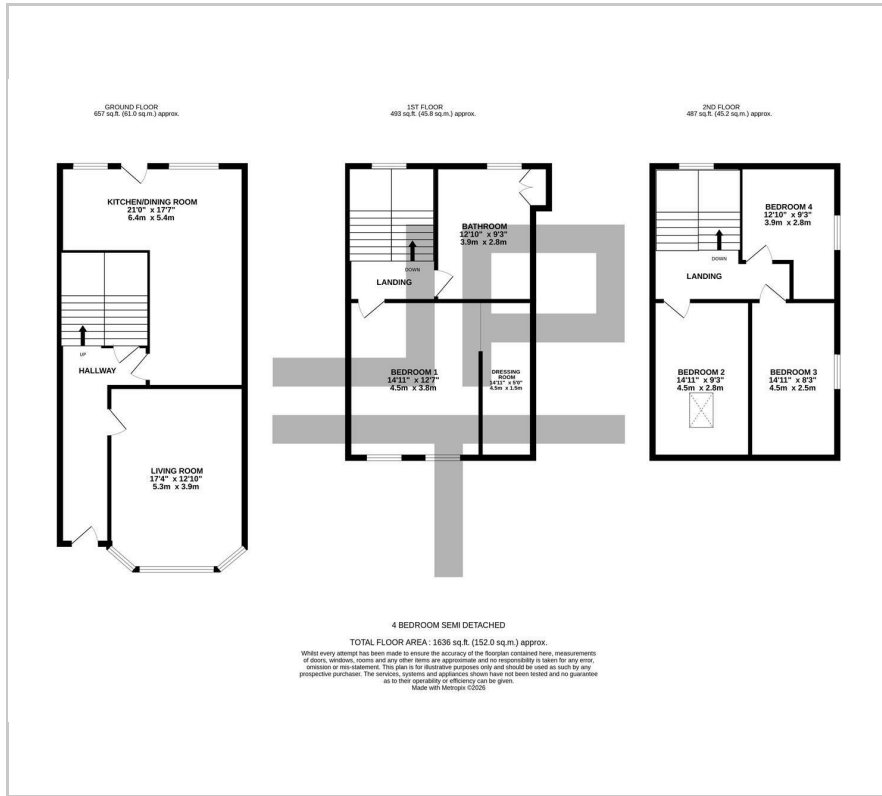 GROUND FLOOR
657 sq.ft. (61.0 sq.m.) approx.
KITCHEN/DINING ROOM
21'0" x 17'7"
6.4m x 5.4m
UP
HALLWAY
LIVING ROOM
17'4" x 12'10"
5.3m x 3.9m
1ST FLOOR
493 sq.ft. (45.8 sq.m.) approx.
BATHROOM
12'10" x 9'3"
3.9m x 2.8m
DOWN
LANDING
BEDROOM 1
14'11" x 12'7"
4.5m x 3.8m
DRESSING
ROOM
14'11" x 5'0"
4.5m x 1.5m
2ND FLOOR
487 sq.ft. (45.2 sq.m.) approx.
BEDROOM 4
12'10" x 9'3"
3.9m x 2.8m
DOWN
LANDING
BEDROOM 2
14'11" x 9'3"
4.5m x 2.8m
BEDROOM 3
14'11" x 8'3"
4.5m x 2.5m
4 BEDROOM SEMI DETACHED
TOTAL FLOOR AREA : 1636 sq.ft. (152.0 sq.m.) approx.
Whilst every attempt has been made to ensure the accuracy of the floorplan contained here, measurements
of doors, windows, rooms and any other items are approximate and no responsibility is taken for any error,
omission or mis-statement. This plan is for illustrative purposes only and should be used as such by any
prospective purchaser. The services, systems and appliances shown have not been tested and no guarantee
as to their operability or efficiency can be given.
Made with Metropix ©2026